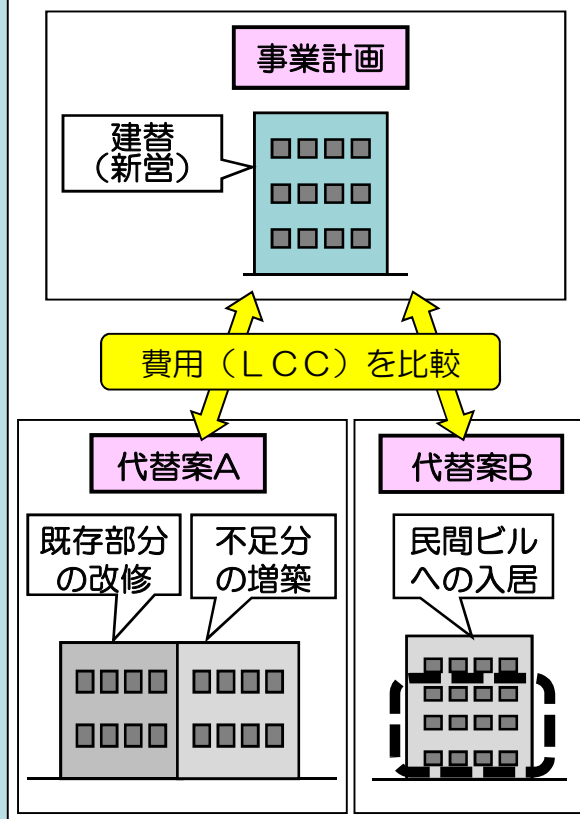 事業計画
建替
（新営）
費用（ＬＣＣ）を比較
代替案A
既存部分
の改修
不足分
の増築
代替案B
民間ビル
への入居